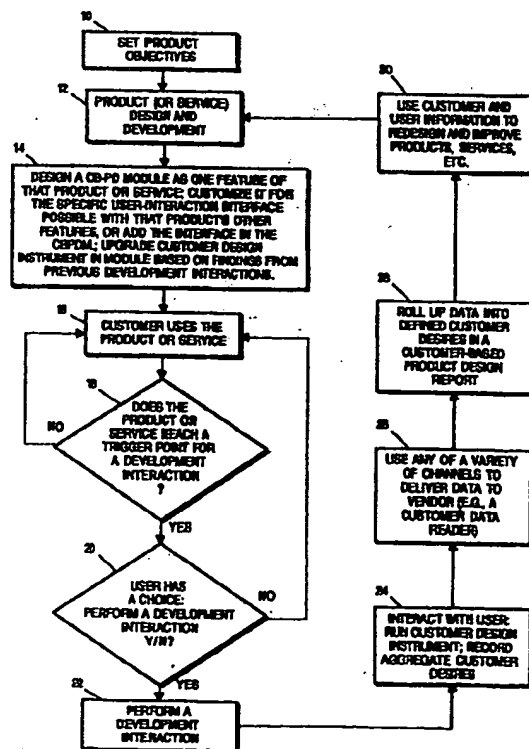 10
SET PRODUCT
OBJECTIVES
12
PRODUCT (OR SERVICE)
DESIGN AND
DEVELOPMENT
14
DESIGN A CB-PD MODULE AS ONE FEATURE OF
THAT PRODUCT OR SERVICE; CUSTOMIZE IT FOR
THE SPECIFIC USER-INTERACTION INTERFACE
POSSIBLE WITH THAT PRODUCT'S OTHER
FEATURES, OR ADD THE INTERFACE IN THE
CBPDM; UPGRADE CUSTOMER DESIGN
INSTRUMENT IN MODULE BASED ON FINDINGS FROM
PREVIOUS DEVELOPMENT INTERACTIONS.
16
CUSTOMER USES THE
PRODUCT OR SERVICE
18
DOES THE
PRODUCT OR
SERVICE REACH A
TRIGGER POINT FOR
A DEVELOPMENT
INTERACTION
?
NO
YES
20
USER HAS
A CHOICE:
PERFORM A DEVELOPMENT
INTERACTION
Y/N?
NO
YES
22
PERFORM A
DEVELOPMENT
INTERACTION
24
INTERACT WITH USER;
RUN CUSTOMER DESIGN
INSTRUMENT; RECORD
AGGREGATE CUSTOMER
DESIRES
26
USE ANY OF A VARIETY
OF CHANNELS TO
DELIVER DATA TO
VENDOR (E.G., A
CUSTOMER DATA
READER)
28
ROLL UP DATA INTO
DEFINED CUSTOMER
DESIRES IN A
CUSTOMER-BASED
PRODUCT DESIGN
REPORT
30
USE CUSTOMER AND
USER INFORMATION TO
REDESIGN AND IMPROVE
PRODUCTS, SERVICES,
ETC.